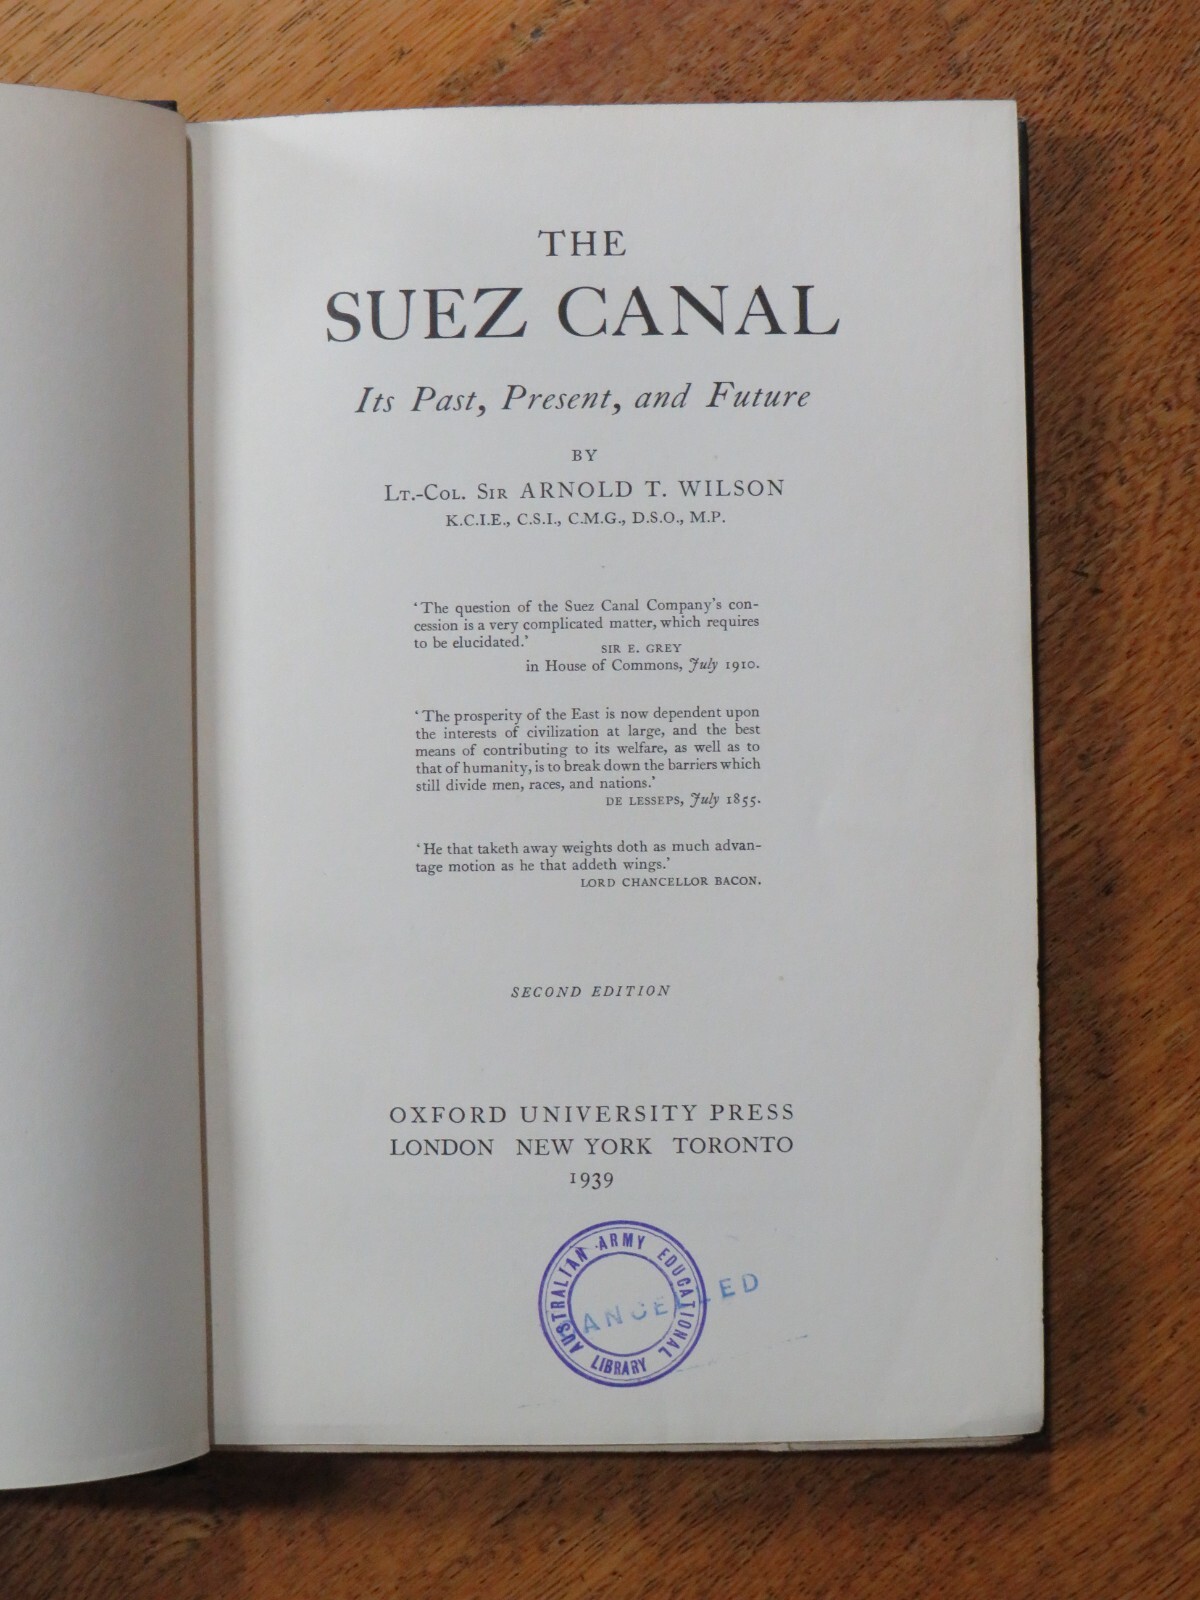 THE
SUEZ CANAL
Its Past, Present, and Future
BY
Lt.-Col. Sir ARNOLD T. WILSON
K.C.I.E., C.S.I., C.M.G., D.S.O., M.P.
‘The question of the Suez Canal Company’s con-
cession is a very complicated matter, which requires
to be elucidated.’
SIR E. GREY
in House of Commons, July 1910.
‘The prosperity of the East is now dependent upon
the interests of civilization at large, and the best
means of contributing to its welfare, as well as to
that of humanity, is to break down the barriers which
still divide men, races, and nations.’
DE LESSEPS, July 1855.
‘He that taketh away weights doth as much advan-
tage motion as he that addeth wings.’
LORD CHANCELLOR BACON.
SECOND EDITION
OXFORD UNIVERSITY PRESS
LONDON NEW YORK TORONTO
1939
AUSTRALIAN ARMY EDUCATIONAL
LIBRARY
ANCELLED